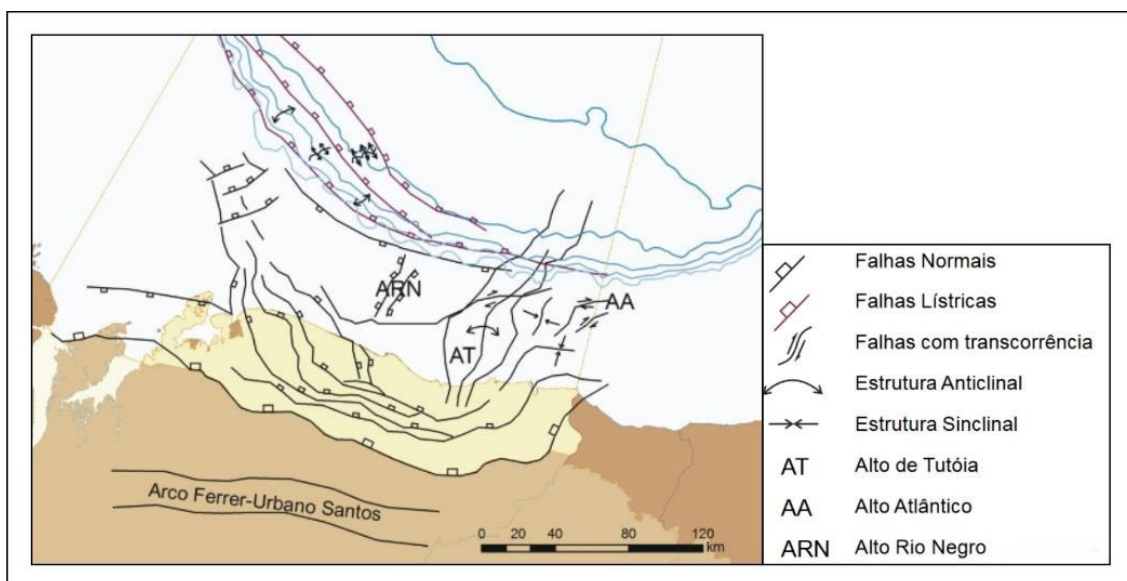 ARN
AA
AT
Arco Ferrer-Urbano Santos
0 20 40 80 120
km
Falhas Normais
Falhas Lístricas
Falhas com transcorrência
Estrutura Anticlinal
Estrutura Sinclinal
AT Alto de Tutóia
AA Alto Atlântico
ARN Alto Rio Negro